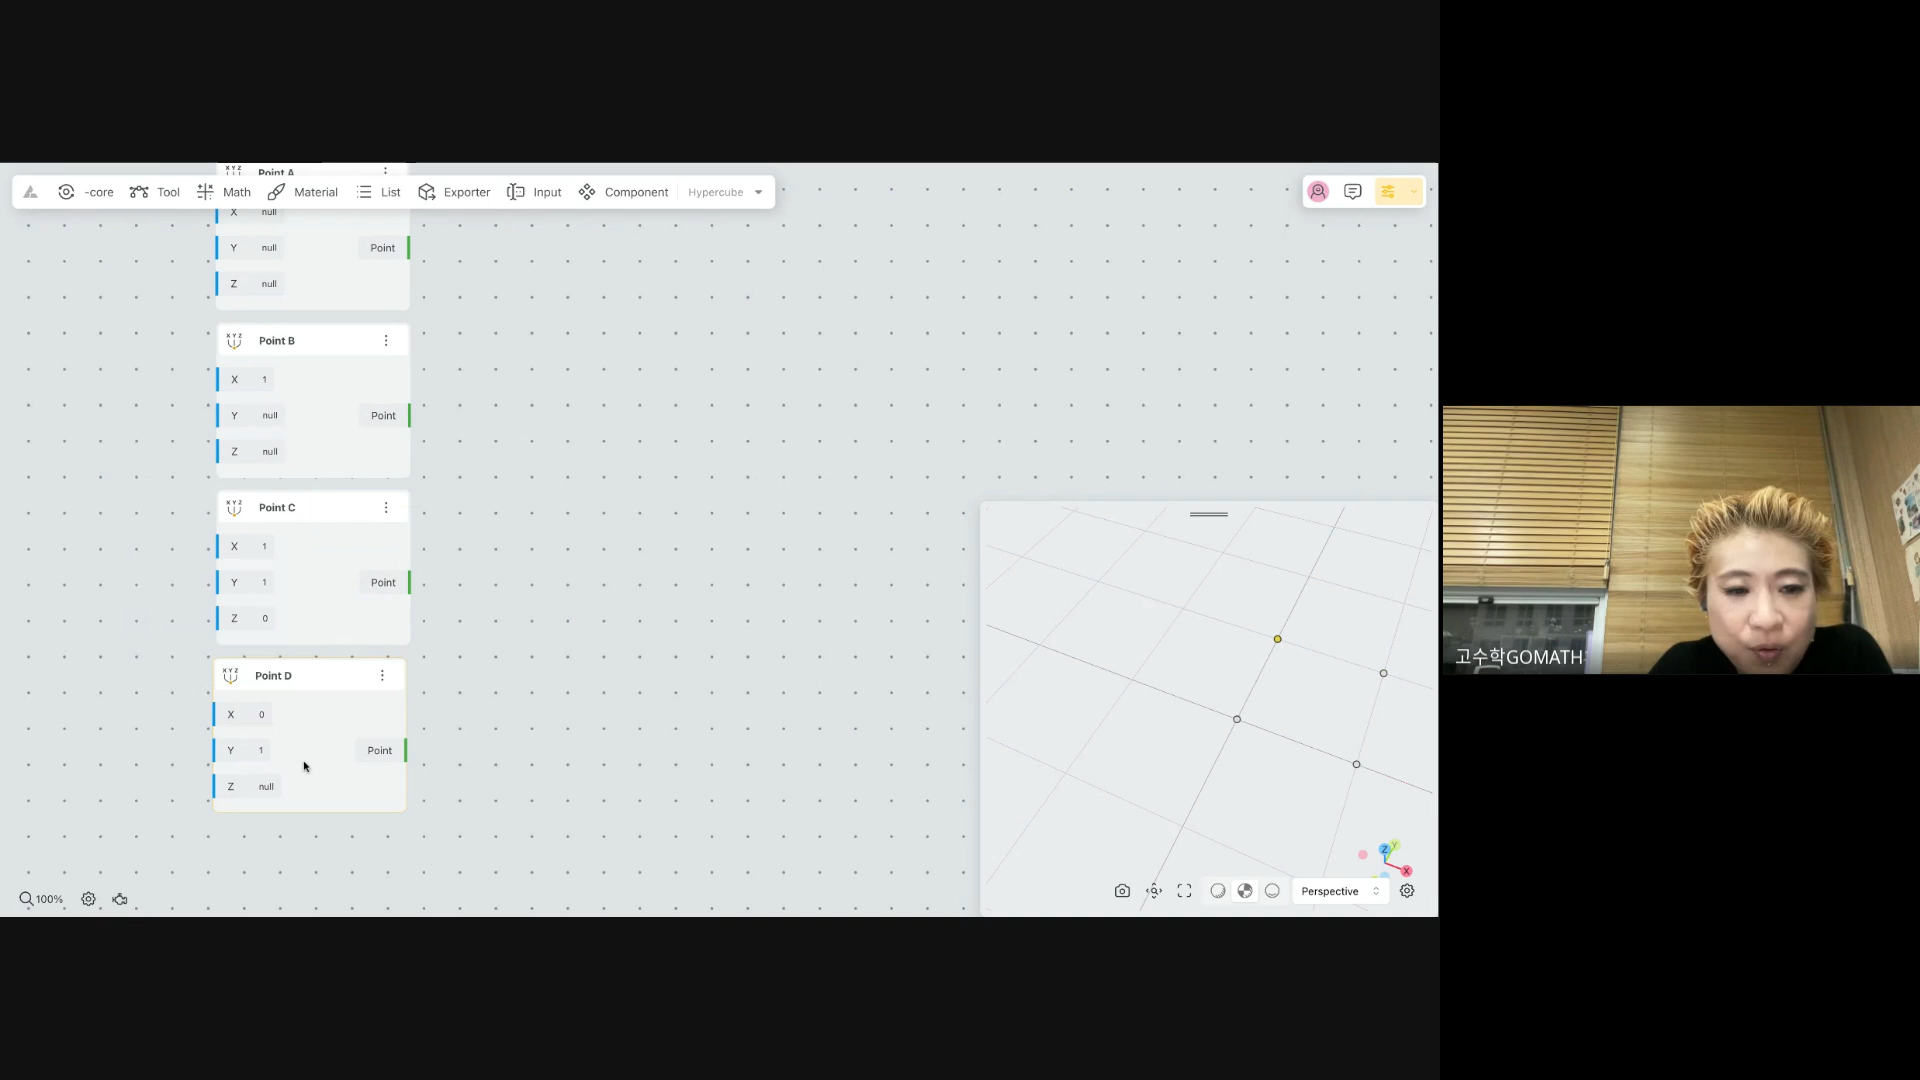 Point A
-core Tool Math Material List Exporter Input Component Hypercube
X null
Y null Point
Z null
Point B
X 1
Y null Point
Z null
Point C
X 1
Y 1 Point
Z 0
Point D
X 0
Y 1 Point
Z null
100%
Z Y
X
Perspective
고수학GOMATH